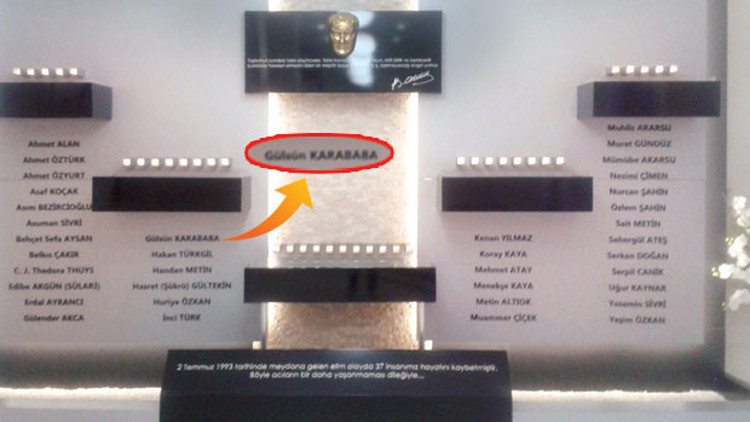 Gülsün KARABABA
Ahmet ALAN
Ahmet ÖZTÜRK
Ahmet ÖZYURT
Asaf KOÇAK
Asım BEZİRCİOĞLU
Asuman SİVRİ
Behçet Sefa AYSAN
Belkıs ÇAKIR
C. J. Thedora THUYS
Edibe AKGÜN (SULARİ)
Erdal AYRANCI
Gülender AKCA
Gülsün KARABABA
Hakan TÜRKGİL
Handan METİN
Hasret (Şükrü) GÜLTEKİN
Huriye ÖZKAN
İnci TÜRK
Kenan YILMAZ
Koray KAYA
Mehmet ATAY
Menekşe KAYA
Metin ALTIOK
Muammer ÇİÇEK
Muhlis AKARSU
Murat GÜNDÜZ
Mümübe AKARSU
Nesimi ÇİMEN
Nurcan ŞAHİN
Özlem ŞAHİN
Sait METİN
Sehergül ATEŞ
Serkan DOĞAN
Serpil CANİK
Uğur KAYNAR
Yasemin SİVRİ
Yeşim ÖZKAN
2 Temmuz 1993 tarihinde meydana gelen elim olayda 37 insanımız hayatını kaybetmiştir.
Böyle acıların bir daha yaşanmaması dileğiyle...